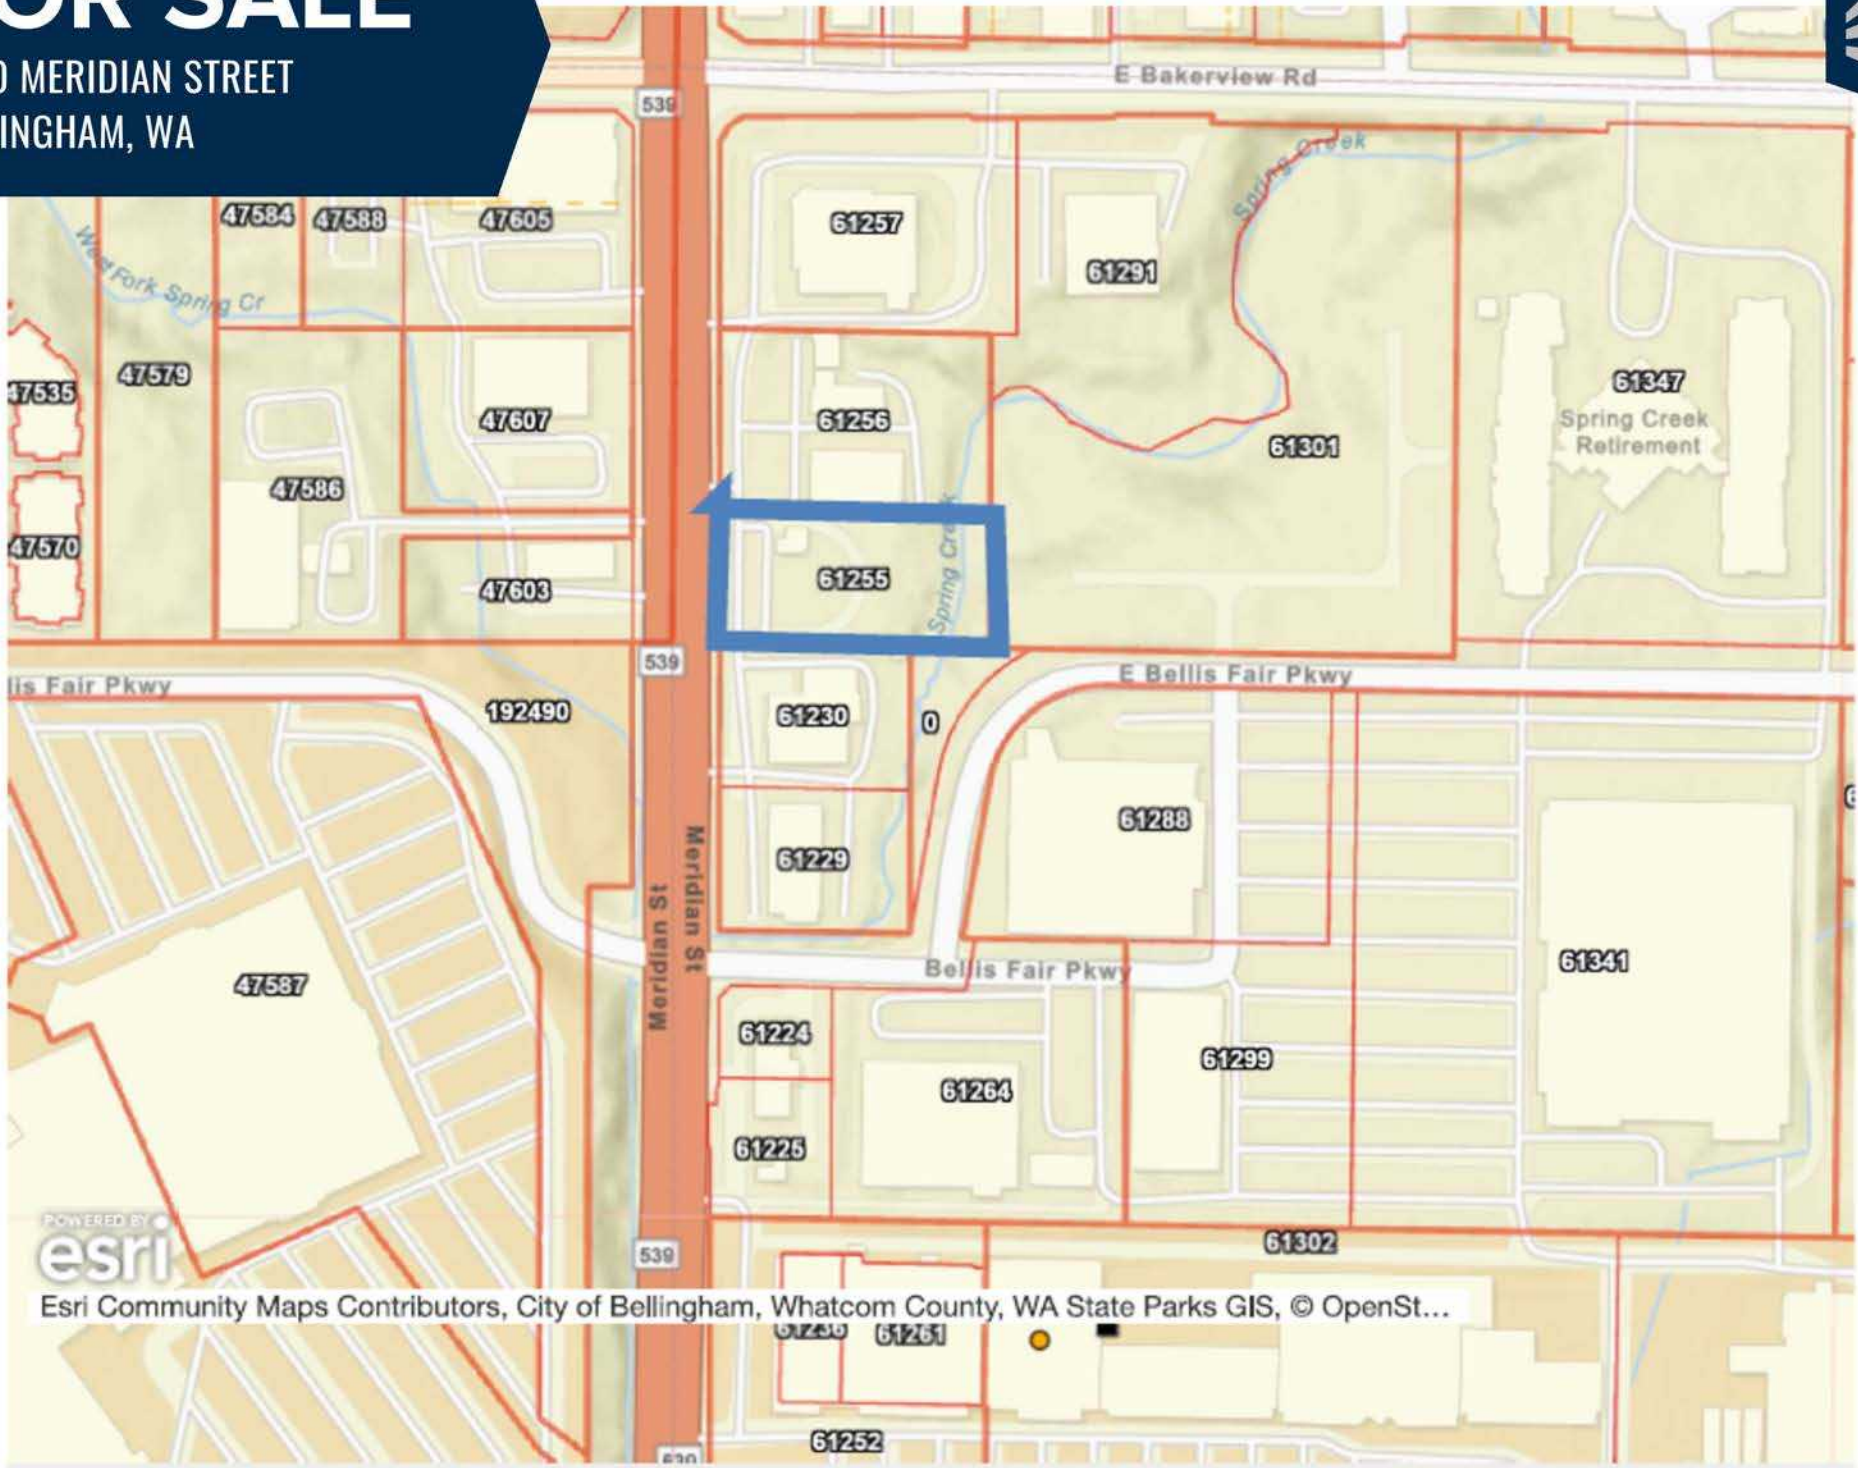 OR SALE
0 MERIDIAN STREET
INGHAM, WA
E Bakerview Rd
539
Spring Creek
47584
47588
47605
61257
61291
West Fork Spring Cr
47579
47535
47607
61256
61347
Spring Creek
Retirement
61301
47586
47570
47603
61255
Spring Creek
539
lis Fair Pkwy
E Bellis Fair Pkwy
192490
61230
0
61288
61229
Meridian St
Meridian St
Bellis Fair Pkwy
47587
61341
61224
61264
61299
61225
POWERED BY
esri
539
61302
Esri Community Maps Contributors, City of Bellingham, Whatcom County, WA State Parks GIS, © OpenSt...
61236
61261
61252
539